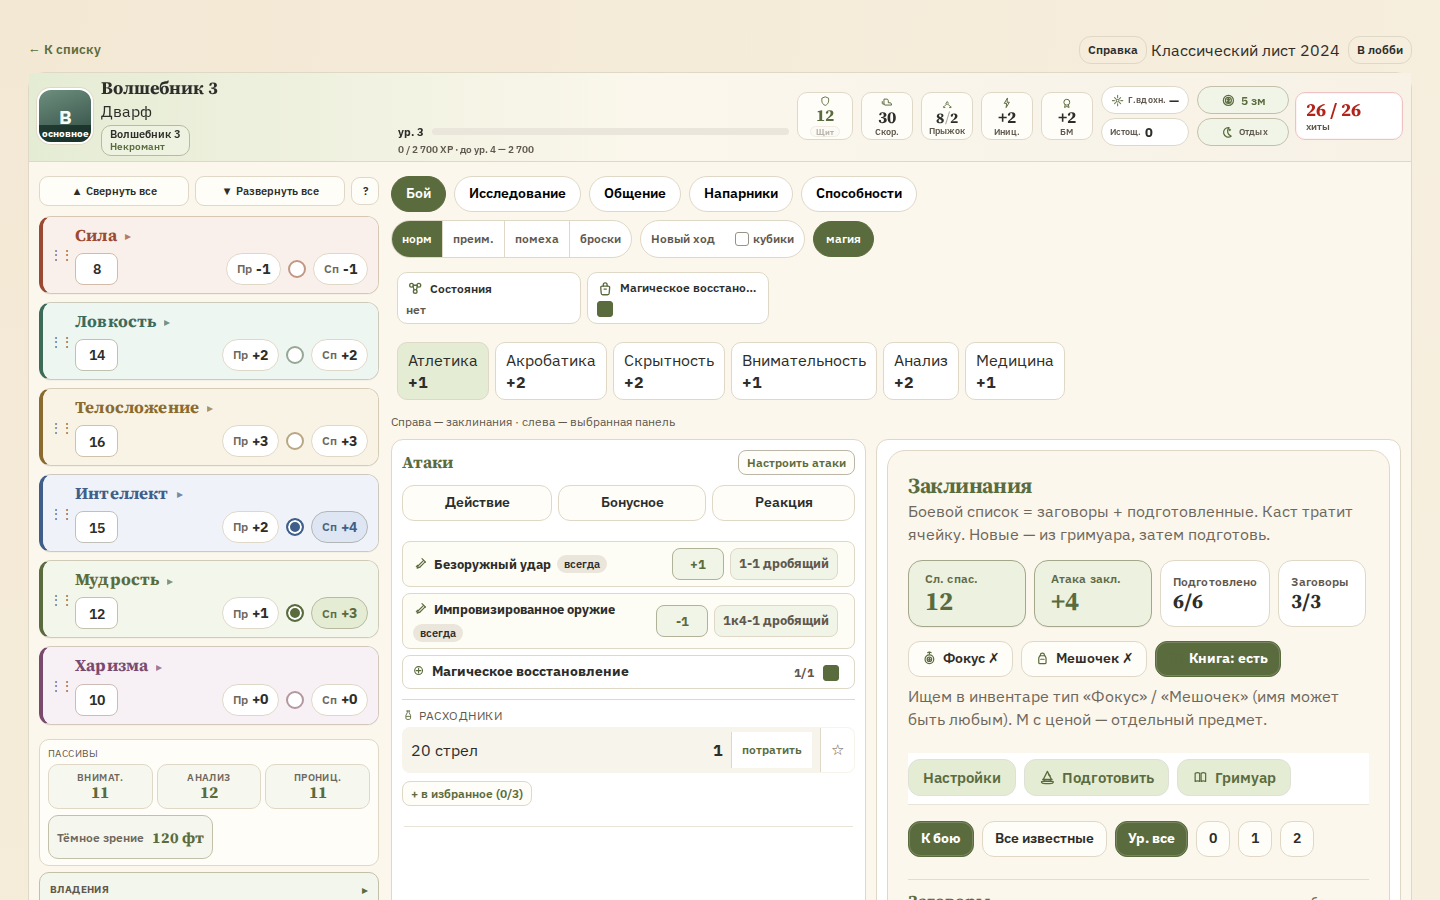 ← К списку
Справка Классический лист 2024 В лобби
В
основное
Волшебник 3
Дварф
Волшебник 3
Некромант
ур. 3
0 / 2 700 XP · до ур. 4 — 2 700
12
Щит
30
Скор.
8/2
Прыжок
+2
Иниц.
+2
БМ
Г.вдохн. —
Истощ. 0
5 зм
Отдых
26 / 26
хиты
▲ Свернуть все
▼ Развернуть все
?
Сила ▸
8
Пр -1
Сп -1
Ловкость ▸
14
Пр +2
Сп +2
Телосложение ▸
16
Пр +3
Сп +3
Интеллект ▸
15
Пр +2
Сп +4
Мудрость ▸
12
Пр +1
Сп +3
Харизма ▸
10
Пр +0
Сп +0
ПАССИВЫ
ВНИМАТ.
11
АНАЛИЗ
12
ПРОНИЦ.
11
Тёмное зрение 120 фт
ВЛАДЕНИЯ ▸
Бой
Исследование
Общение
Напарники
Способности
норм
преим.
помеха
броски
Новый ход
кубики
магия
Состояния
нет
Магическое восстано...
Атлетика
+1
Акробатика
+2
Скрытность
+2
Внимательность
+1
Анализ
+2
Медицина
+1
Справа — заклинания · слева — выбранная панель
Атаки
Настроить атаки
Действие
Бонусное
Реакция
Безоружный удар всегда
+1
1-1 дробящий
Импровизированное оружие
всегда
-1
1к4-1 дробящий
Магическое восстановление
1/1
РАСХОДНИКИ
20 стрел
1
потратить
☆
+ в избранное (0/3)
Заклинания
Боевой список = заговоры + подготовленные. Каст тратит
ячейку. Новые — из гримуара, затем подготовь.
Сл. спас.
12
Атака закл.
+4
Подготовлено
6/6
Заговоры
3/3
Фокус ✗
Мешочек ✗
Книга: есть
Ищем в инвентаре тип «Фокус» / «Мешочек» (имя может
быть любым). М с ценой — отдельный предмет.
Настройки
Подготовить
Гримуар
К бою
Все известные
Ур. все
0
1
2